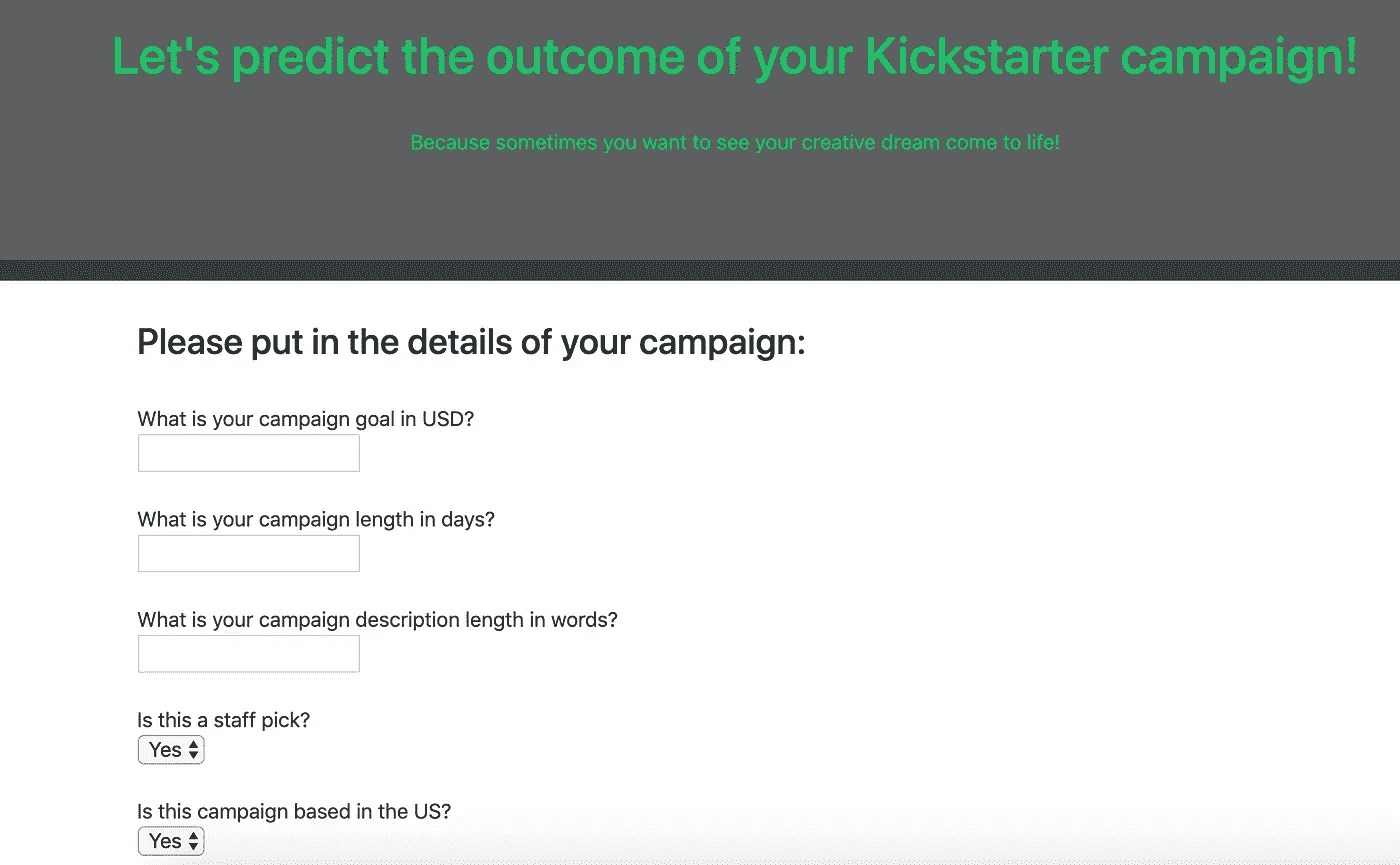 Let's predict the outcome of your Kickstarter campaign!
Because sometimes you want to see your creative dream come to life!
Please put in the details of your campaign:
What is your campaign goal in USD?
What is your campaign length in days?
What is your campaign description length in words?
Is this a staff pick?
Yes
Is this campaign based in the US?
Yes